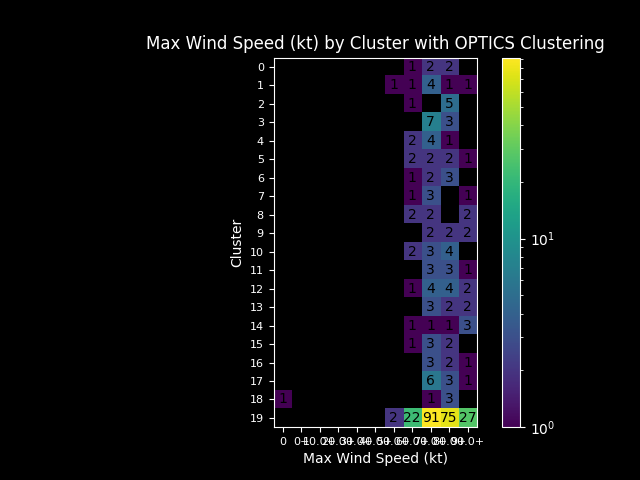 Max Wind Speed (kt) by Cluster with OPTICS Clustering
0 1 2 2
1 1 1 4 1 1
2 1 5
3 7 3
4 2 4 1
5 2 2 2 1
6 1 2 3
7 1 3 1
8 2 2 2
9 2 2 2
10 2 3 4
11 3 3 1
12 1 4 4 2
13 3 2 2
14 1 1 1 3
15 1 3 2
16 3 2 1
17 6 3 1
18 1 1 3
19 2 22 91 75 27
0
Max Wind Speed (kt)
Cluster
10¹
10⁰